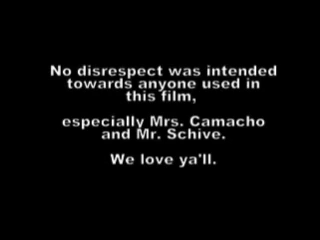 No disrespect was intended
towards anyone used in
this film,
especially Mrs. Camacho
and Mr. Schive.
We love ya'll.